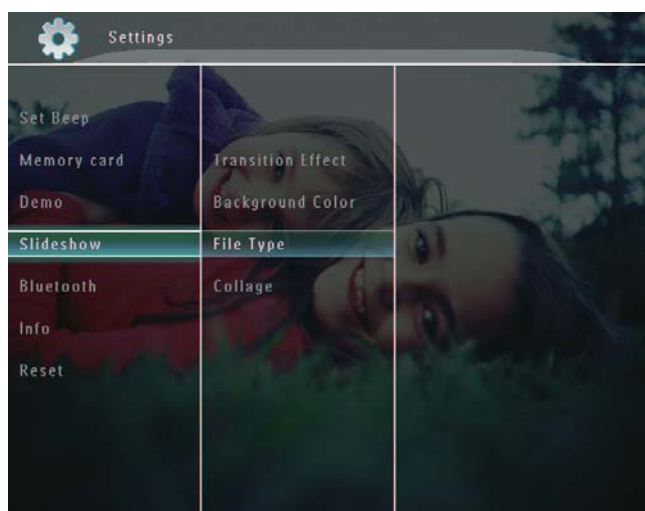 Settings
Set Beep
Memory card
Demo
Slideshow
Bluetooth
Info
Reset
Transition Effect
Background Color
File Type
Collage